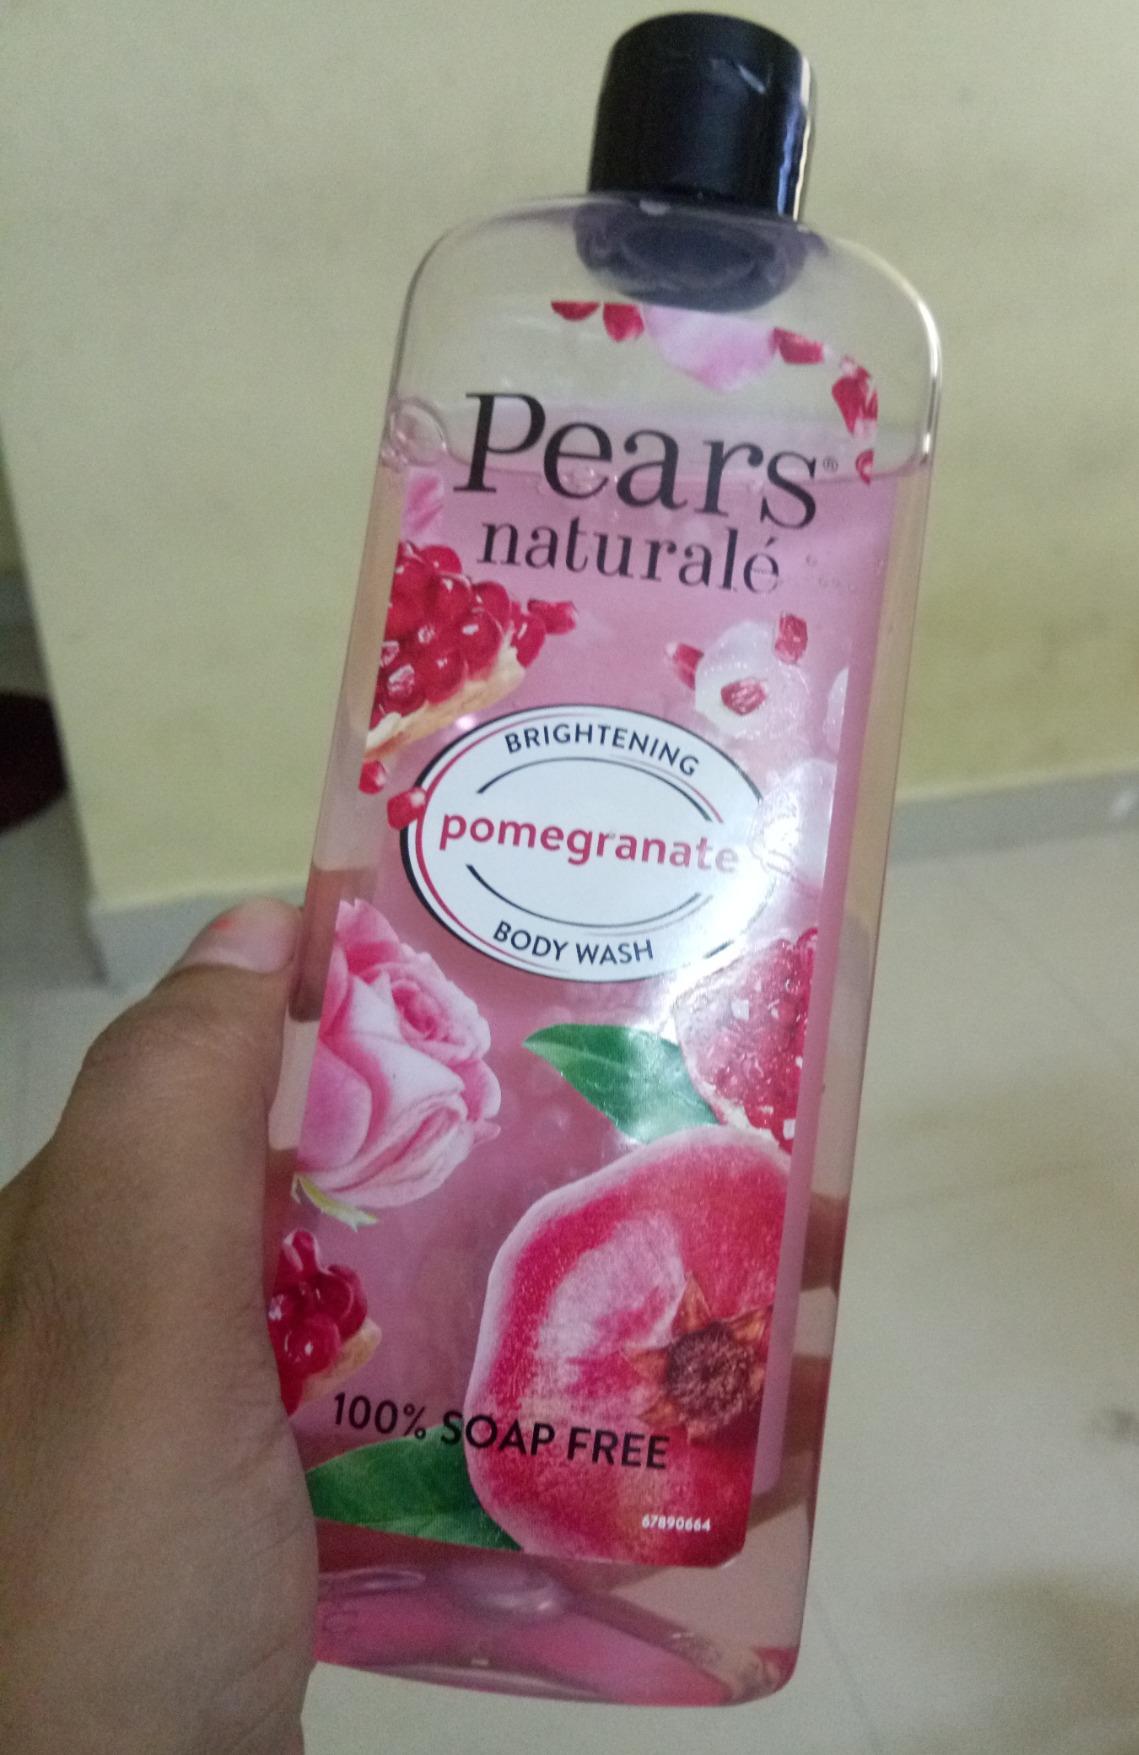 Pears®
naturalé
BRIGHTENING
pomegranate
BODY WASH
100% SOAP FREE
67890664